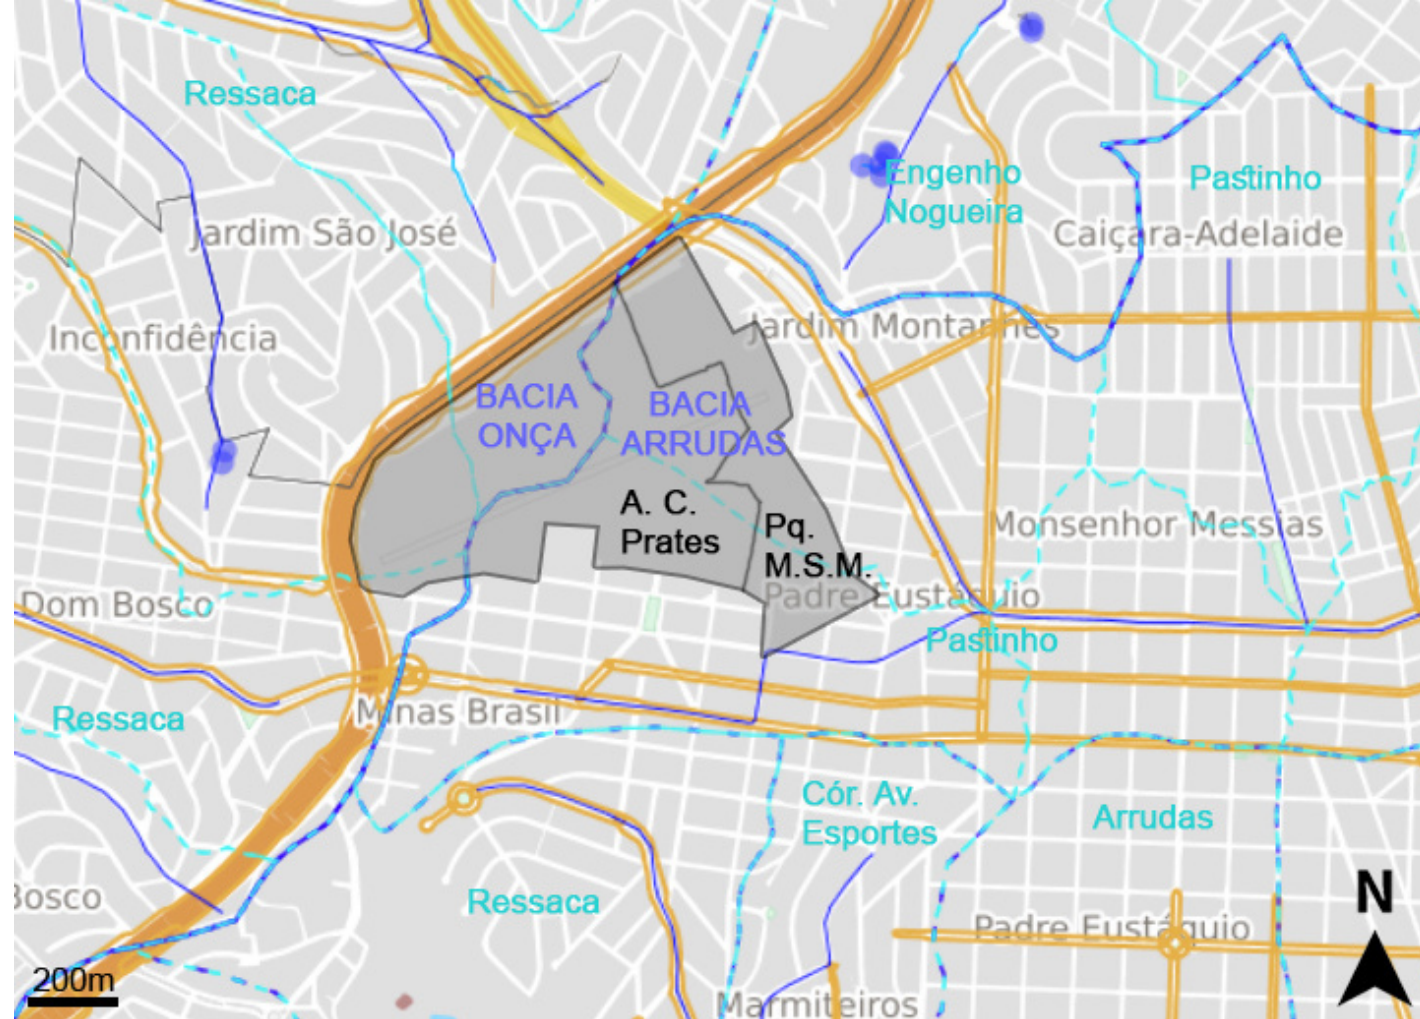 Ressaca
Engenho
Nogueira
Pastinho
Jardim São José
Caiçara-Adelaide
Inconfidência
Jardim Montanhês
BACIA
ONÇA
BACIA
ARRUDAS
A. C.
Prates
Pq.
M.S.M.
Monsenhor Messias
Dom Bosco
Padre Eustáquio
Pastinho
Ressaca
Minas Brasil
Cór. Av.
Esportes
Arrudas
Bosco
Ressaca
Padre Eustáquio
N
200m
Marmiteiros